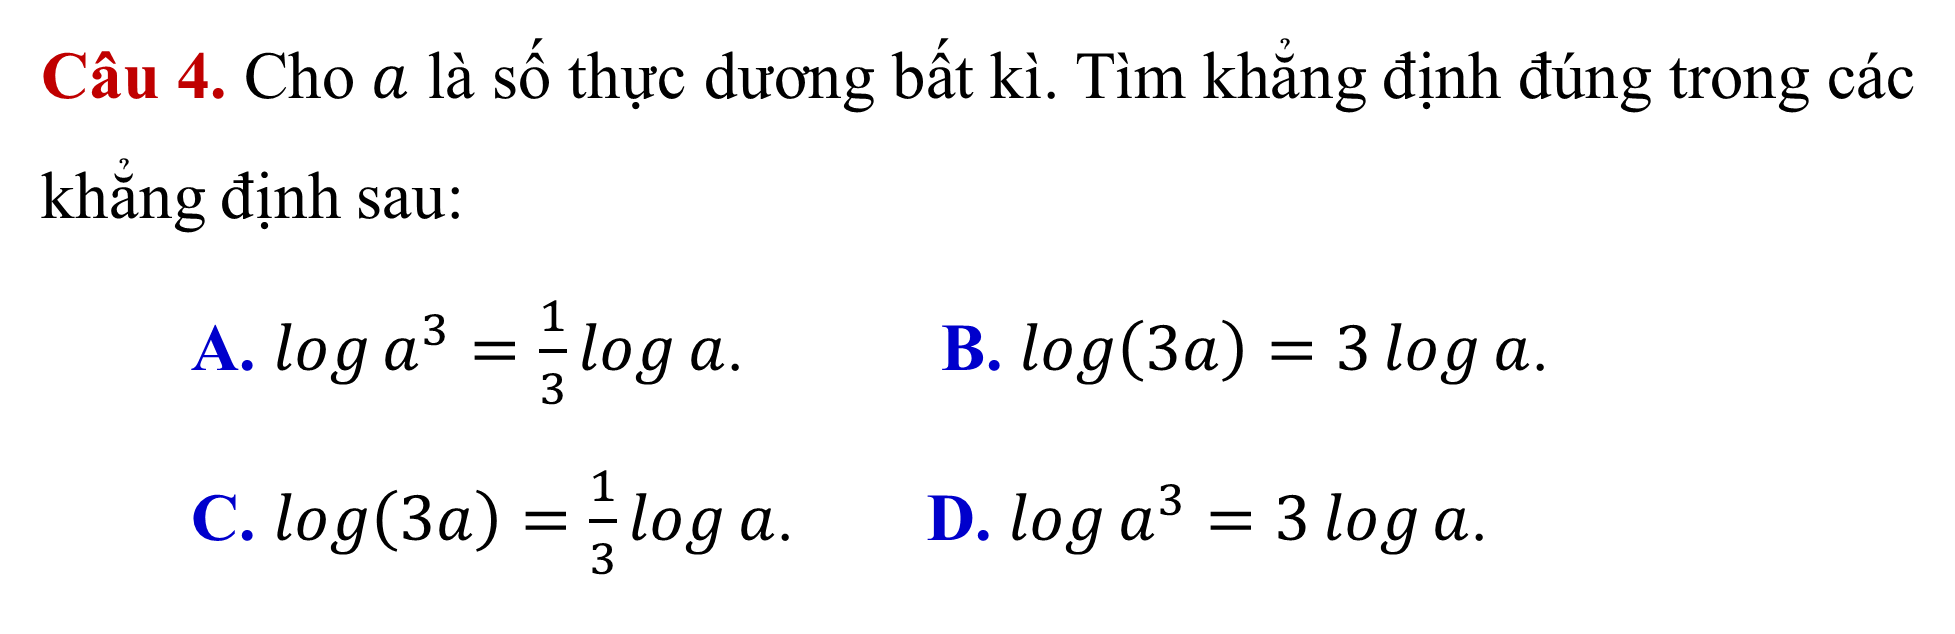 Câu 4. Cho a là số thực dương bất kì. Tìm khẳng định đúng trong các
khẳng định sau:
A. log a³ = 1/3 log a. B. log(3a) = 3 log a.
C. log(3a) = 1/3 log a. D. log a³ = 3 log a.